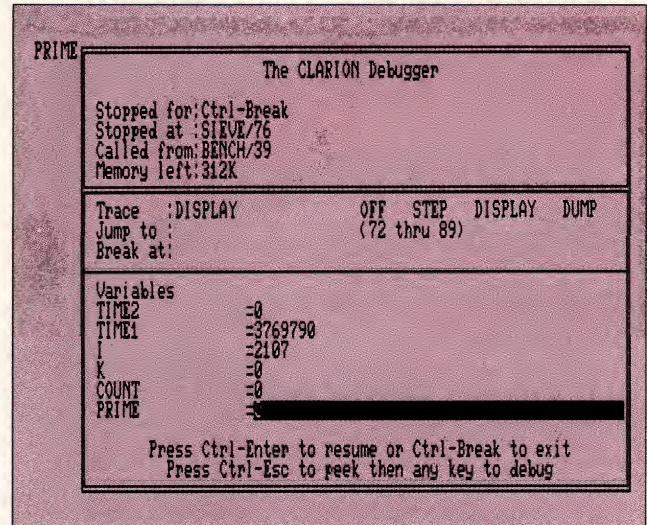 PRIME
The CLARION Debugger
Stopped for:Ctrl-Break
Stopped at :SIEVE/76
Called from:BENCH/39
Memory left:312K
Trace :DISPLAY OFF STEP DISPLAY DUMP
Jump to : (72 thru 89)
Break at:
Variables
TIME2 =0
TIME1 =3769790
I =2107
K =0
COUNT =0
PRIME =0
Press Ctrl-Enter to resume or Ctrl-Break to exit
Press Ctrl-Esc to peek then any key to debug